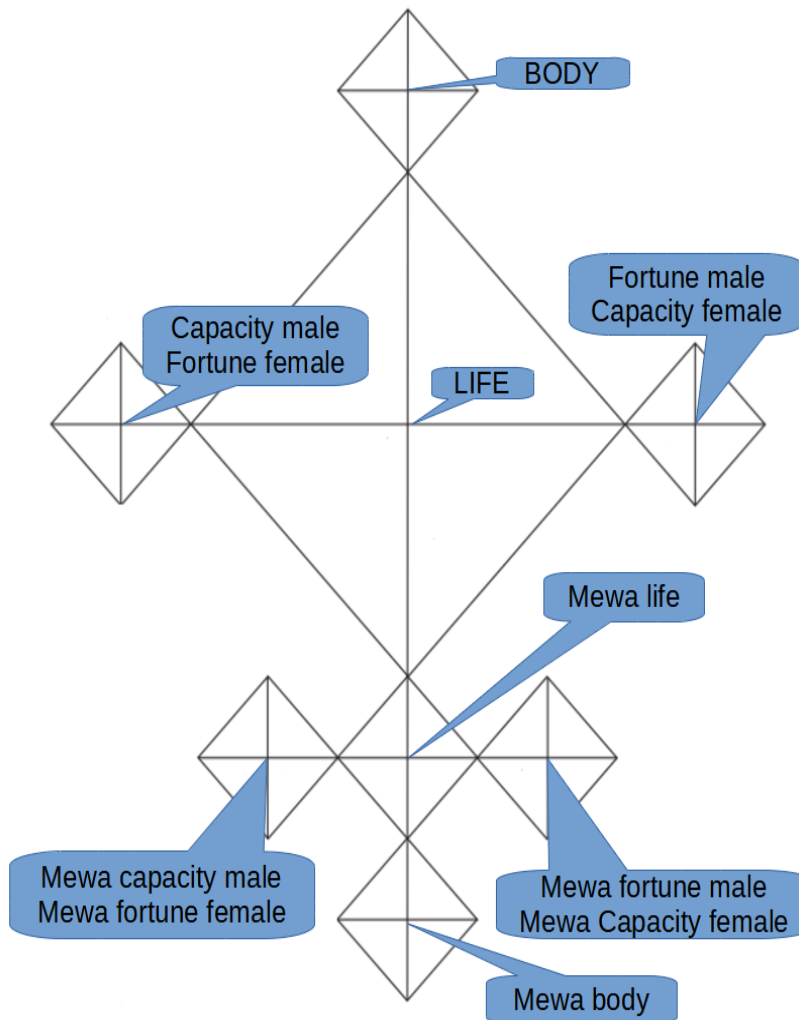 BODY
Fortune male
Capacity female
Capacity male
Fortune female
LIFE
Mewa life
Mewa capacity male
Mewa fortune female
Mewa fortune male
Mewa Capacity female
Mewa body